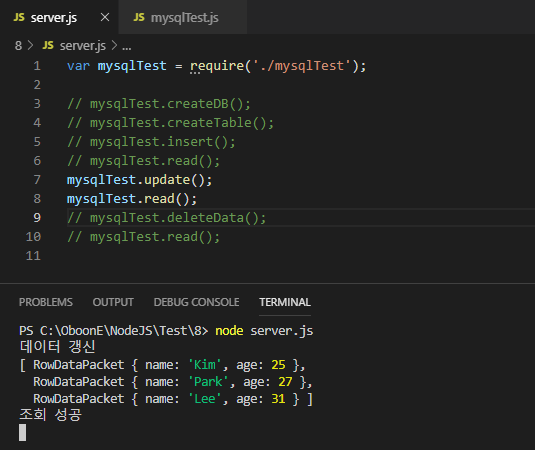 JS server.js × JS mysqlTest.js
8 > JS server.js > ...
1 var mysqlTest = require('./mysqlTest');
2
3 // mysqlTest.createDB();
4 // mysqlTest.createTable();
5 // mysqlTest.insert();
6 // mysqlTest.read();
7 mysqlTest.update();
8 mysqlTest.read();
9 // mysqlTest.deleteData();
10 // mysqlTest.read();
11
PROBLEMS OUTPUT DEBUG CONSOLE TERMINAL
PS C:\OboonE\NodeJS\Test\8> node server.js
데이터 갱신
[ RowDataPacket { name: 'Kim', age: 25 },
RowDataPacket { name: 'Park', age: 27 },
RowDataPacket { name: 'Lee', age: 31 } ]
조회 성공